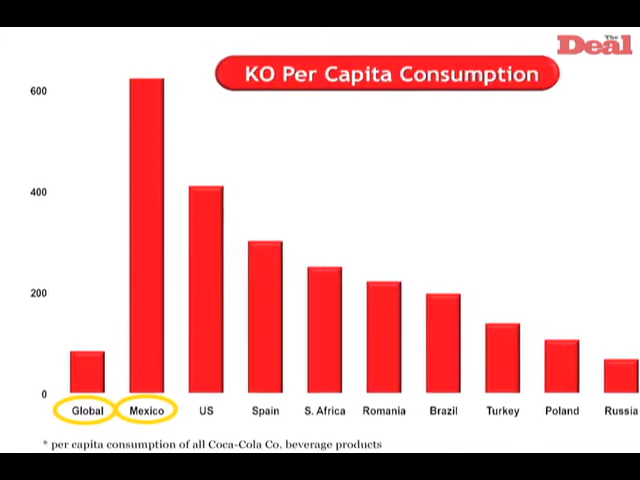 The
Deal
KO Per Capita Consumption
600
400
200
0
Global Mexico US Spain S. Africa Romania Brazil Turkey Poland Russia
* per capita consumption of all Coca-Cola Co. beverage products